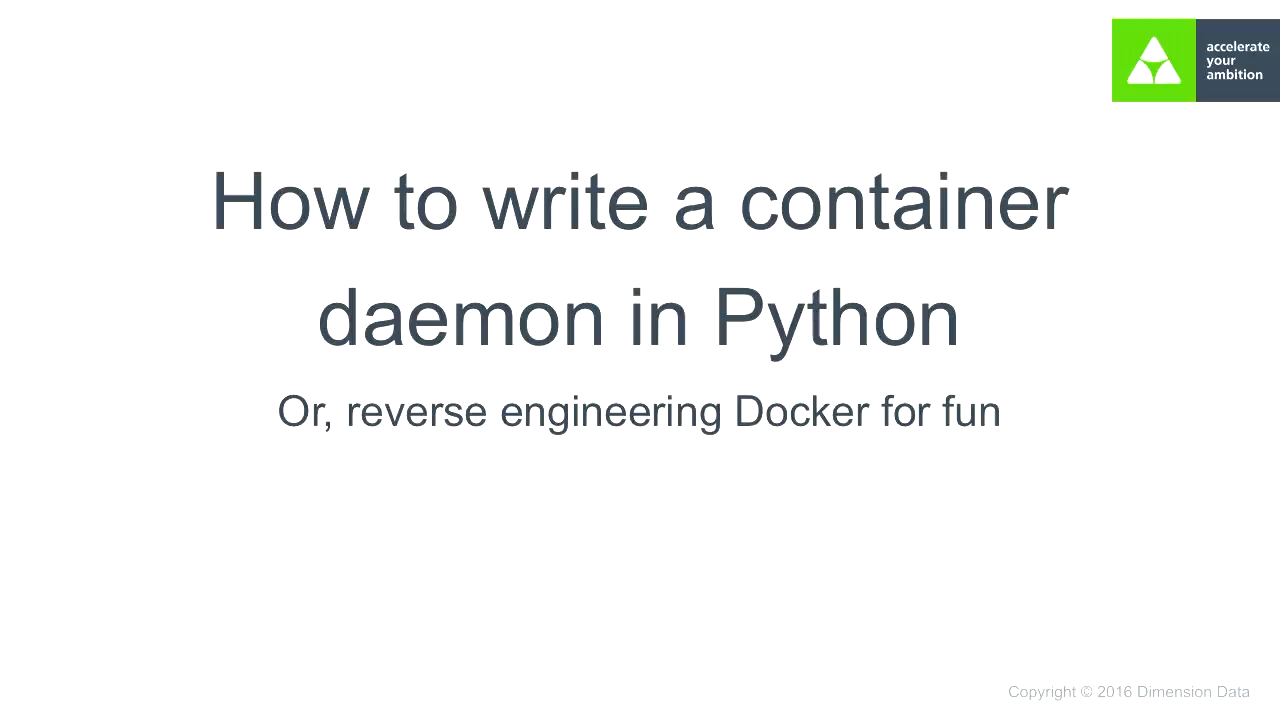 accelerate
your
ambition
How to write a container
daemon in Python
Or, reverse engineering Docker for fun
Copyright © 2016 Dimension Data